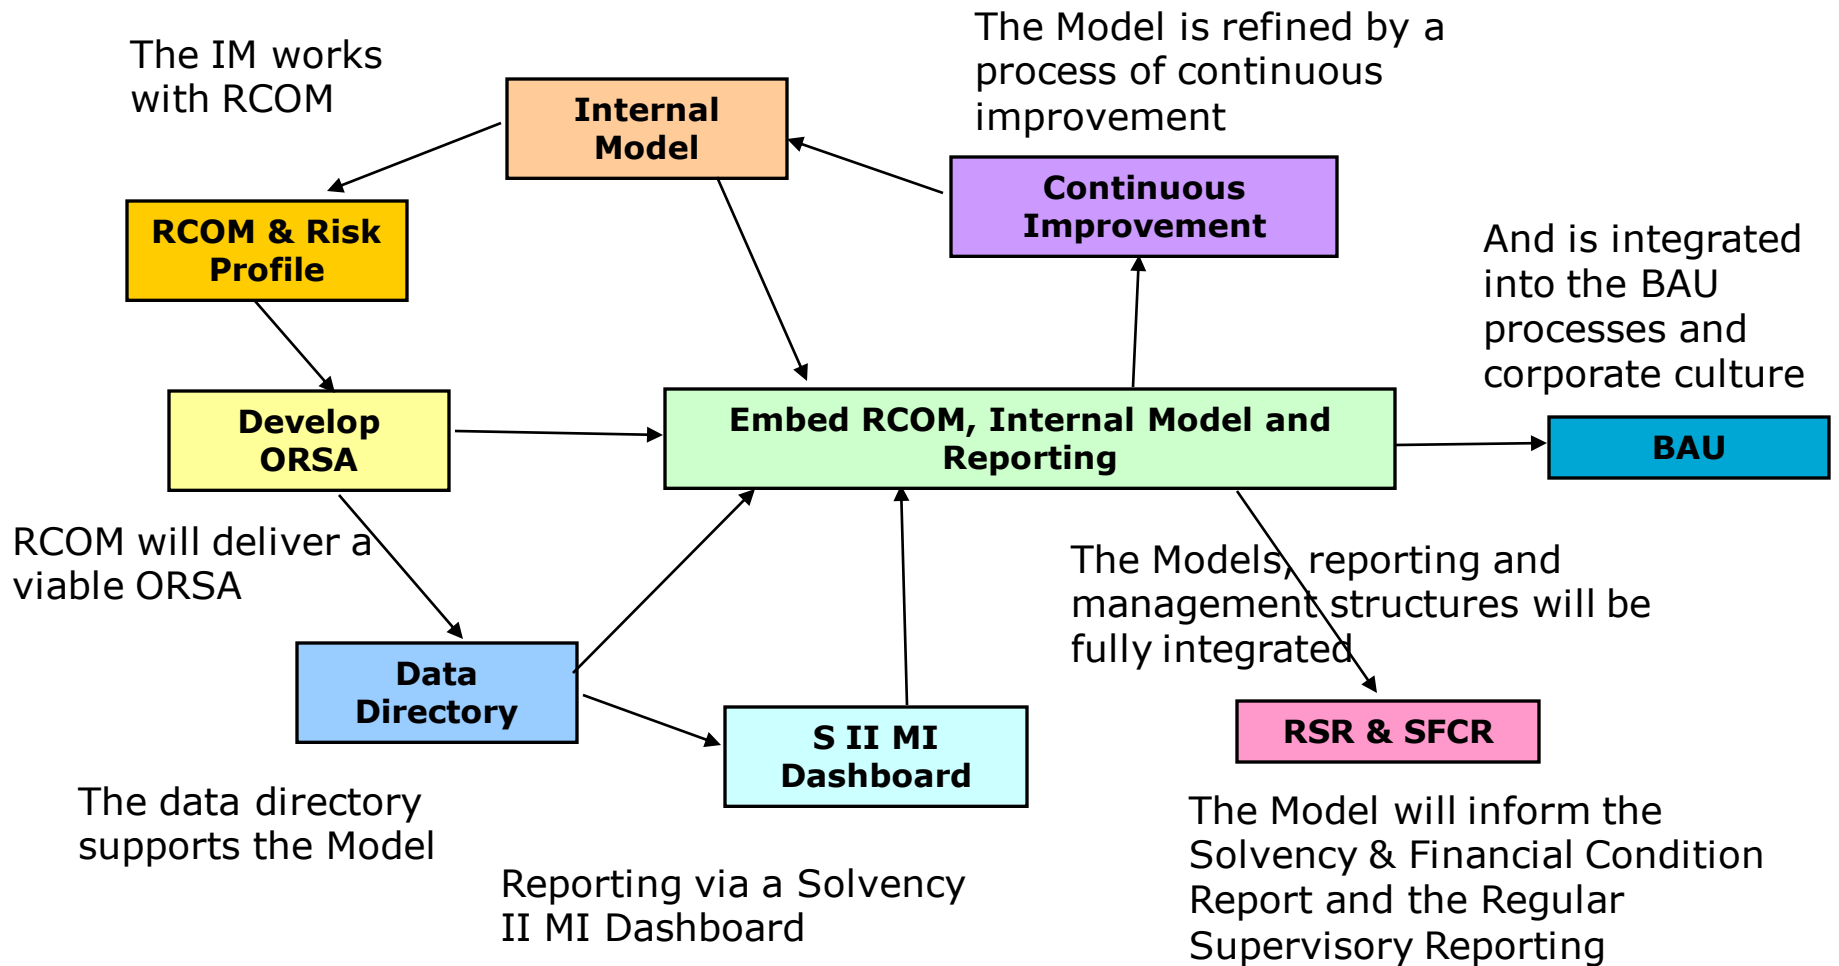 The IM works
with RCOM
Internal
Model
The Model is refined by a
process of continuous
improvement
Continuous
Improvement
RCOM & Risk
Profile
And is integrated
into the BAU
processes and
corporate culture
Develop
ORSA
Embed RCOM, Internal Model and
Reporting
BAU
RCOM will deliver a
viable ORSA
The Models, reporting and
management structures will be
fully integrated
Data
Directory
S II MI
Dashboard
RSR & SFCR
The data directory
supports the Model
Reporting via a Solvency
II MI Dashboard
The Model will inform the
Solvency & Financial Condition
Report and the Regular
Supervisory Reporting